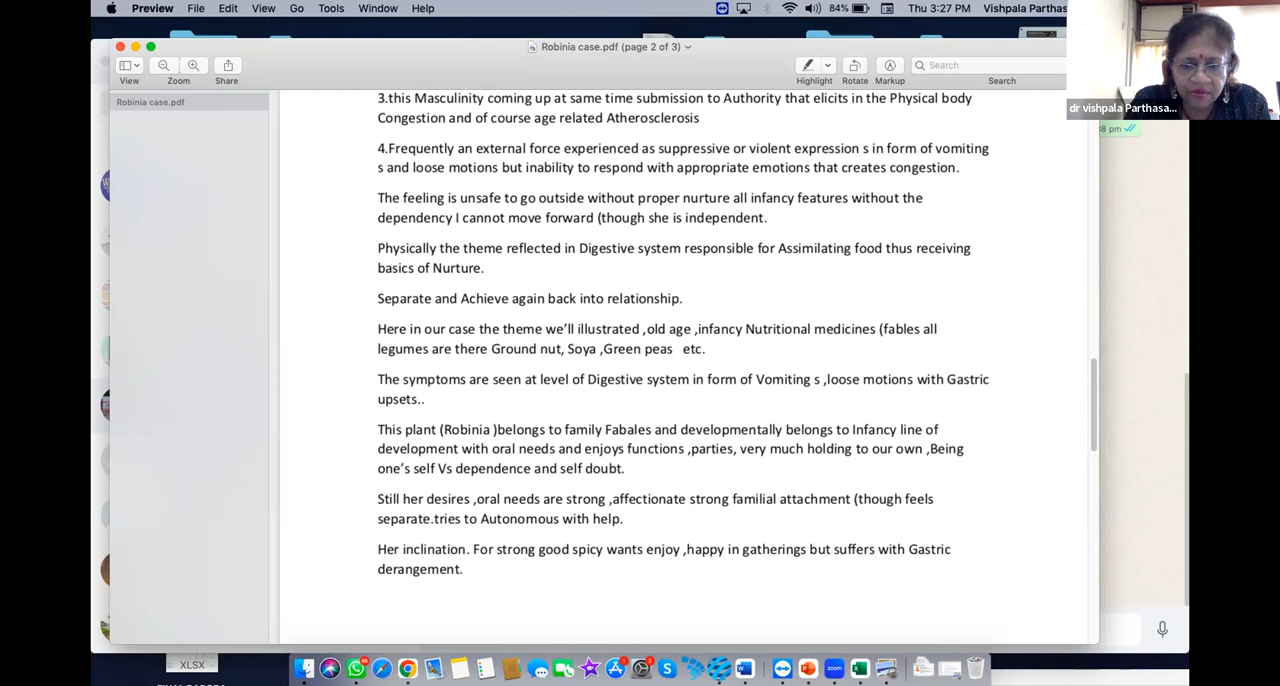 Preview File Edit View Go Tools Window Help 84% Thu 3:27 PM Vishpala Parthas
Robinia case.pdf (page 2 of 3)
View Zoom Share Highlight Rotate Markup Search Search
Robinia case.pdf
dr vishpala Parthasa...
38 pm
3.this Masculinity coming up at same time submission to Authority that elicits in the Physical body
Congestion and of course age related Atherosclerosis
4.Frequently an external force experienced as suppressive or violent expression s in form of vomiting
s and loose motions but inability to respond with appropriate emotions that creates congestion.
The feeling is unsafe to go outside without proper nurture all infancy features without the
dependency I cannot move forward (though she is independent.
Physically the theme reflected in Digestive system responsible for Assimilating food thus receiving
basics of Nurture.
Separate and Achieve again back into relationship.
Here in our case the theme we’ll illustrated ,old age ,infancy Nutritional medicines (fables all
legumes are there Ground nut, Soya ,Green peas etc.
The symptoms are seen at level of Digestive system in form of Vomiting s ,loose motions with Gastric
upsets..
This plant (Robinia )belongs to family Fabales and developmentally belongs to Infancy line of
development with oral needs and enjoys functions ,parties, very much holding to our own ,Being
one’s self Vs dependence and self doubt.
Still her desires ,oral needs are strong ,affectionate strong familial attachment (though feels
separate.tries to Autonomous with help.
Her inclination. For strong good spicy wants enjoy ,happy in gatherings but suffers with Gastric
derangement.
XLSX